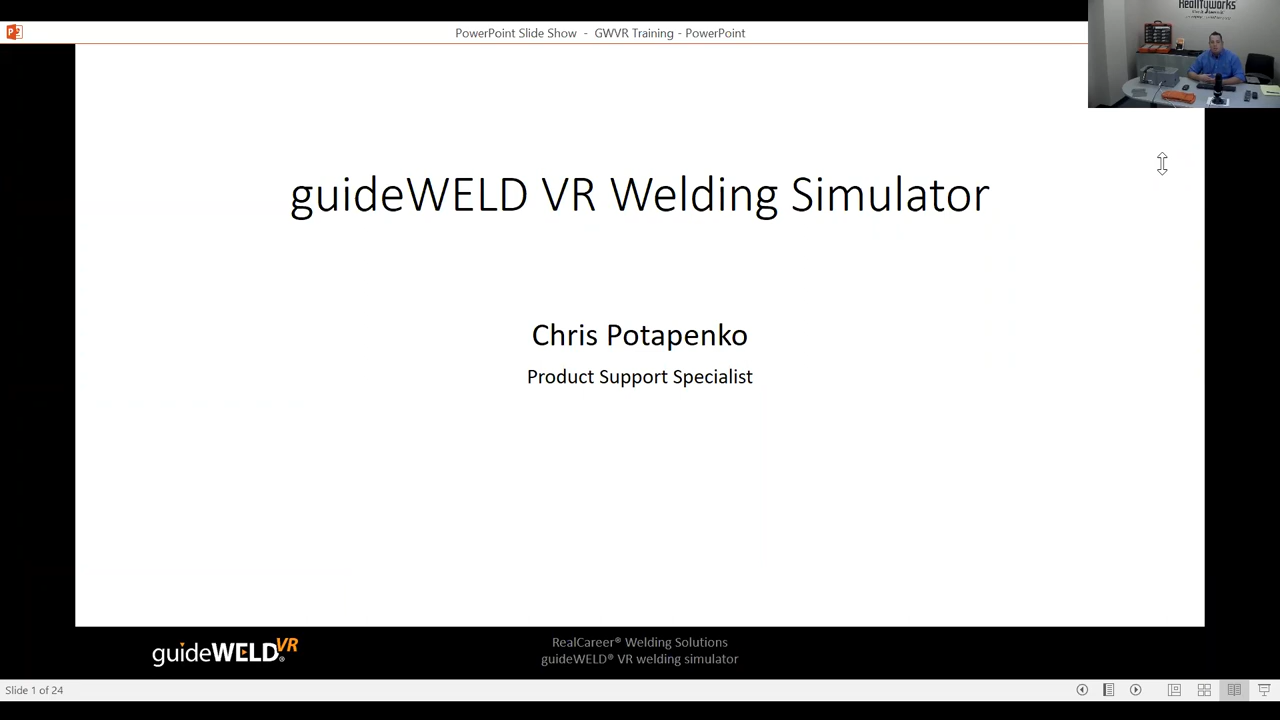 PowerPoint Slide Show - GWVR Training - PowerPoint
Realityworks
guideWELD VR Welding Simulator
Chris Potapenko
Product Support Specialist
guideWELD VR®
RealCareer® Welding Solutions
guideWELD® VR welding simulator
Slide 1 of 24